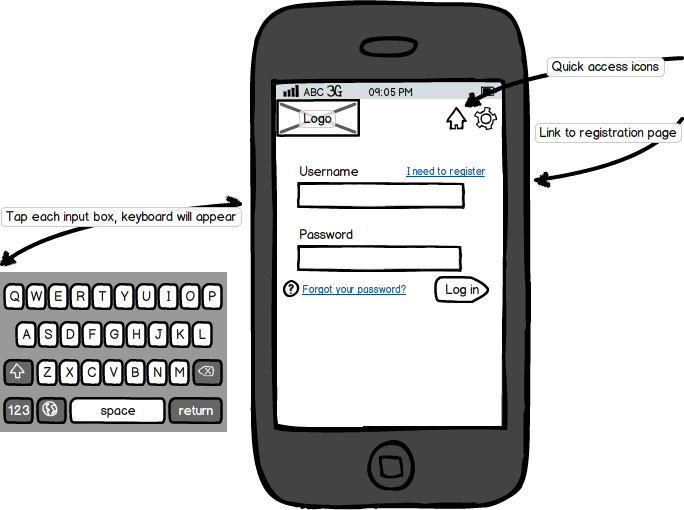 Quick access icons
ABC 3G 09:05 PM
Logo
Link to registration page
Username I need to register
Tap each input box, keyboard will appear
Password
? Forgot your password? Log in
Q W E R T Y U I O P
A S D F G H J K L
Z X C V B N M
123 space return